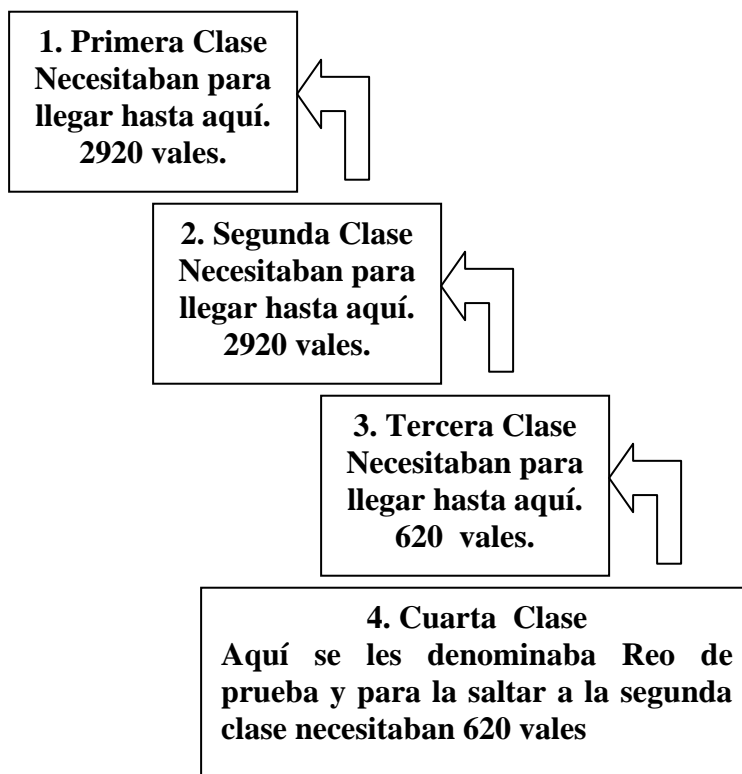 1. Primera Clase
Necesitaban para
llegar hasta aquí.
2920 vales.
2. Segunda Clase
Necesitaban para
llegar hasta aquí.
2920 vales.
3. Tercera Clase
Necesitaban para
llegar hasta aquí.
620 vales.
4. Cuarta Clase
Aquí se les denominaba Reo de
prueba y para la saltar a la segunda
clase necesitaban 620 vales